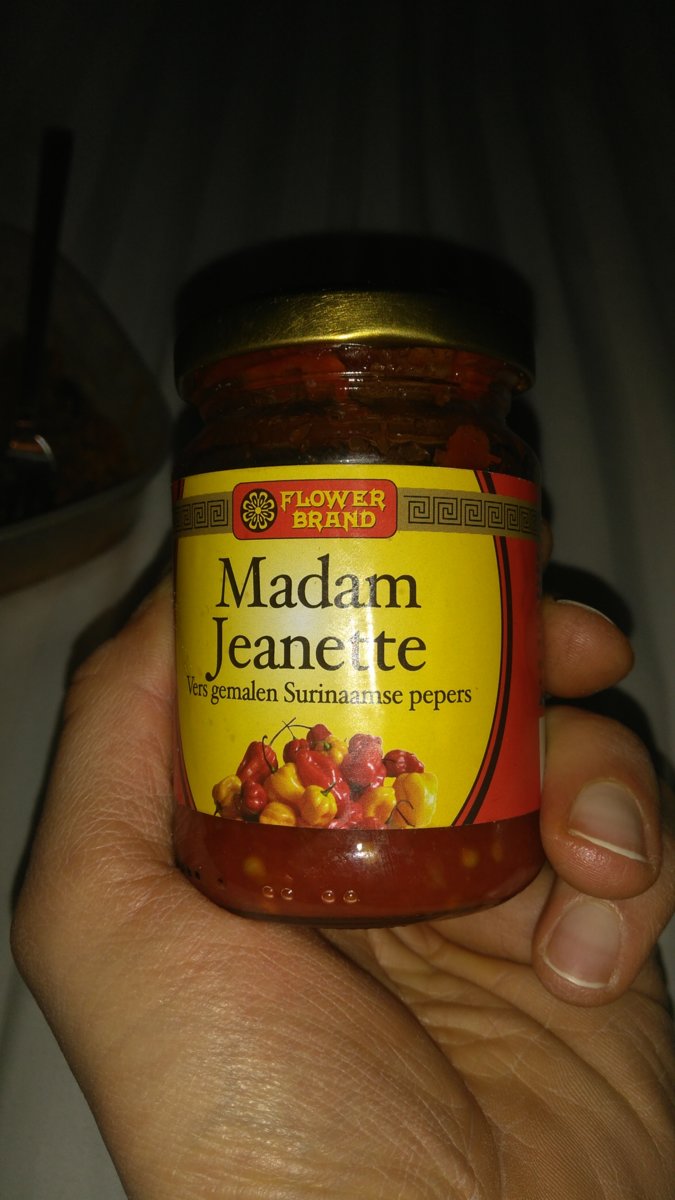 FLOWER
BRAND
Madam
Jeanette
Vers gemalen Surinaamse pepers